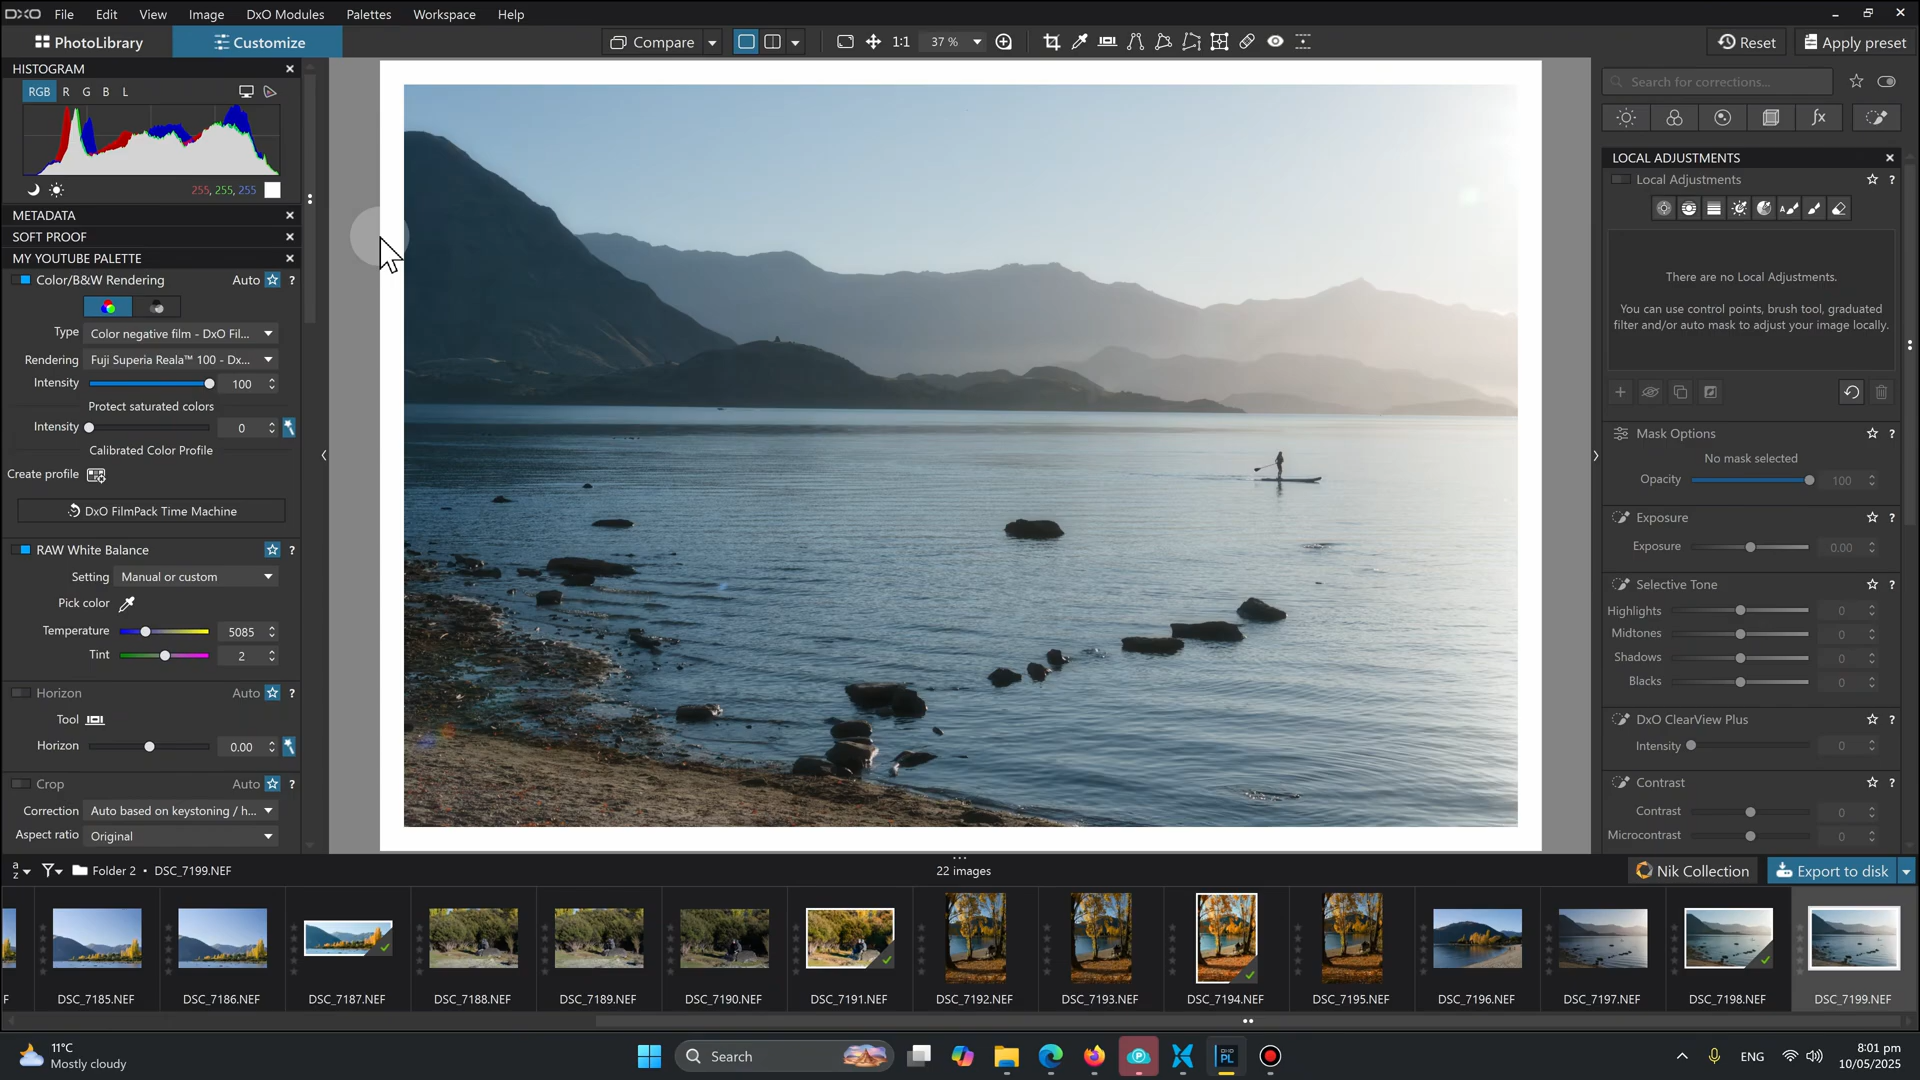 DXO File Edit View Image DxO Modules Palettes Workspace Help
PhotoLibrary Customize Compare 1:1 37 % Reset Apply preset
HISTOGRAM
RGB R G B L
255, 255, 255
METADATA
SOFT PROOF
MY YOUTUBE PALETTE
Color/B&W Rendering Auto ?
Type Color negative film - DxO Fil...
Rendering Fuji Superia Reala™ 100 - Dx...
Intensity 100
Protect saturated colors
Intensity 0
Calibrated Color Profile
Create profile
DxO FilmPack Time Machine
RAW White Balance ?
Setting Manual or custom
Pick color
Temperature 5085
Tint 2
Horizon Auto ?
Tool
Horizon 0.00
Crop Auto ?
Correction Auto based on keystoning / h...
Aspect ratio Original
Search for corrections...
fx
LOCAL ADJUSTMENTS
Local Adjustments ?
There are no Local Adjustments.
You can use control points, brush tool, graduated
filter and/or auto mask to adjust your image locally.
Mask Options ?
No mask selected
Opacity 100
Exposure ?
Exposure 0.00
Selective Tone ?
Highlights 0
Midtones 0
Shadows 0
Blacks 0
DxO ClearView Plus ?
Intensity 0
Contrast ?
Contrast 0
Microcontrast 0
Folder 2 • DSC_7199.NEF 22 images Nik Collection Export to disk
F DSC_7185.NEF DSC_7186.NEF DSC_7187.NEF DSC_7188.NEF DSC_7189.NEF DSC_7190.NEF DSC_7191.NEF DSC_7192.NEF DSC_7193.NEF DSC_7194.NEF DSC_7195.NEF DSC_7196.NEF DSC_7197.NEF DSC_7198.NEF DSC_7199.NEF
11°C
Mostly cloudy
Search
ENG
8:01 pm
10/05/2025